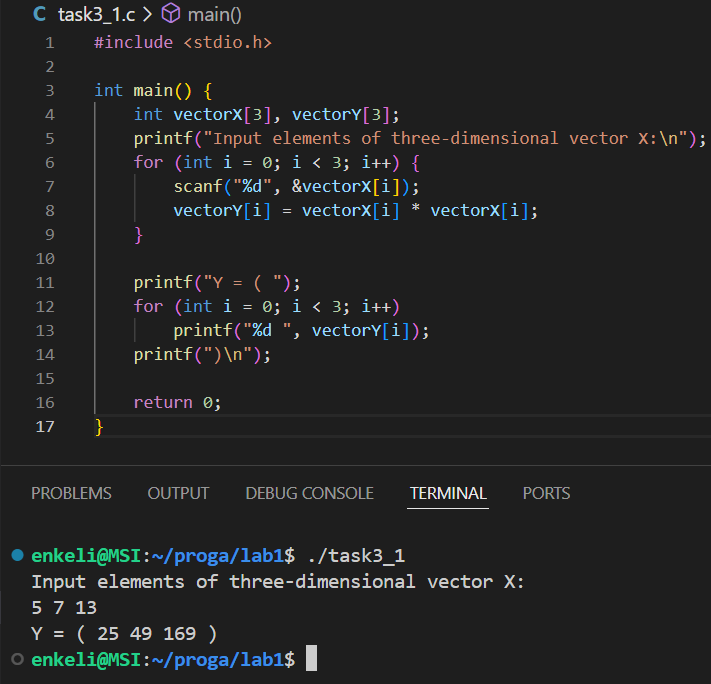 C task3_1.c > main()
1 #include <stdio.h>
2
3 int main() {
4     int vectorX[3], vectorY[3];
5     printf("Input elements of three-dimensional vector X:\n");
6     for (int i = 0; i < 3; i++) {
7         scanf("%d", &vectorX[i]);
8         vectorY[i] = vectorX[i] * vectorX[i];
9     }
10
11     printf("Y = ( ");
12     for (int i = 0; i < 3; i++)
13         printf("%d ", vectorY[i]);
14     printf(")\n");
15
16     return 0;
17 }
PROBLEMS OUTPUT DEBUG CONSOLE TERMINAL PORTS
enkeli@MSI:~/proga/lab1$ ./task3_1
Input elements of three-dimensional vector X:
5 7 13
Y = ( 25 49 169 )
enkeli@MSI:~/proga/lab1$